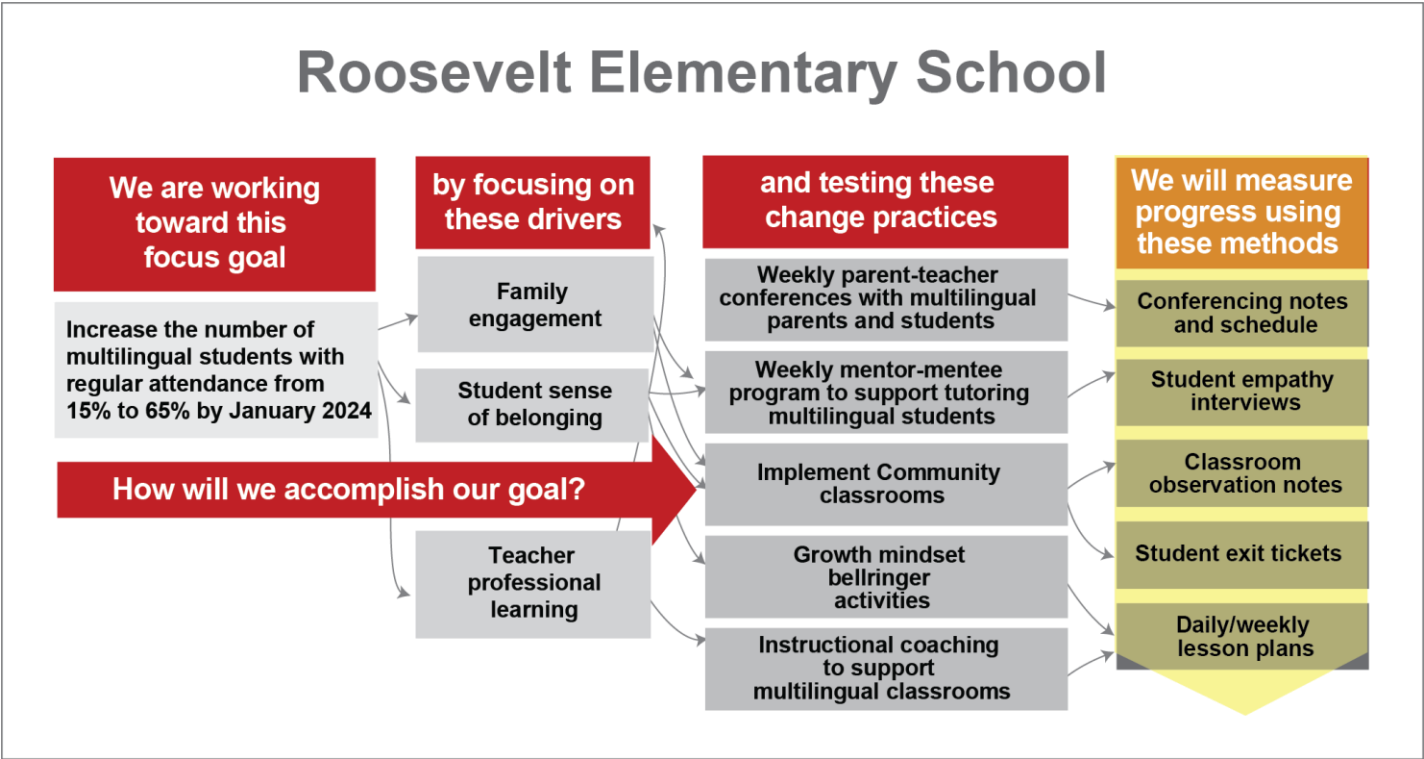 Roosevelt Elementary School
We are working
toward this
focus goal
Increase the number of
multilingual students with
regular attendance from
15% to 65% by January 2024
by focusing on
these drivers
Family
engagement
Student sense
of belonging
How will we accomplish our goal?
Teacher
professional
learning
and testing these
change practices
Weekly parent-teacher
conferences with multilingual
parents and students
Weekly mentor-mentee
program to support tutoring
multilingual students
Implement Community
classrooms
Growth mindset
bellringer
activities
Instructional coaching
to support
multilingual classrooms
We will measure
progress using
these methods
Conferencing notes
and schedule
Student empathy
interviews
Classroom
observation notes
Student exit tickets
Daily/weekly
lesson plans